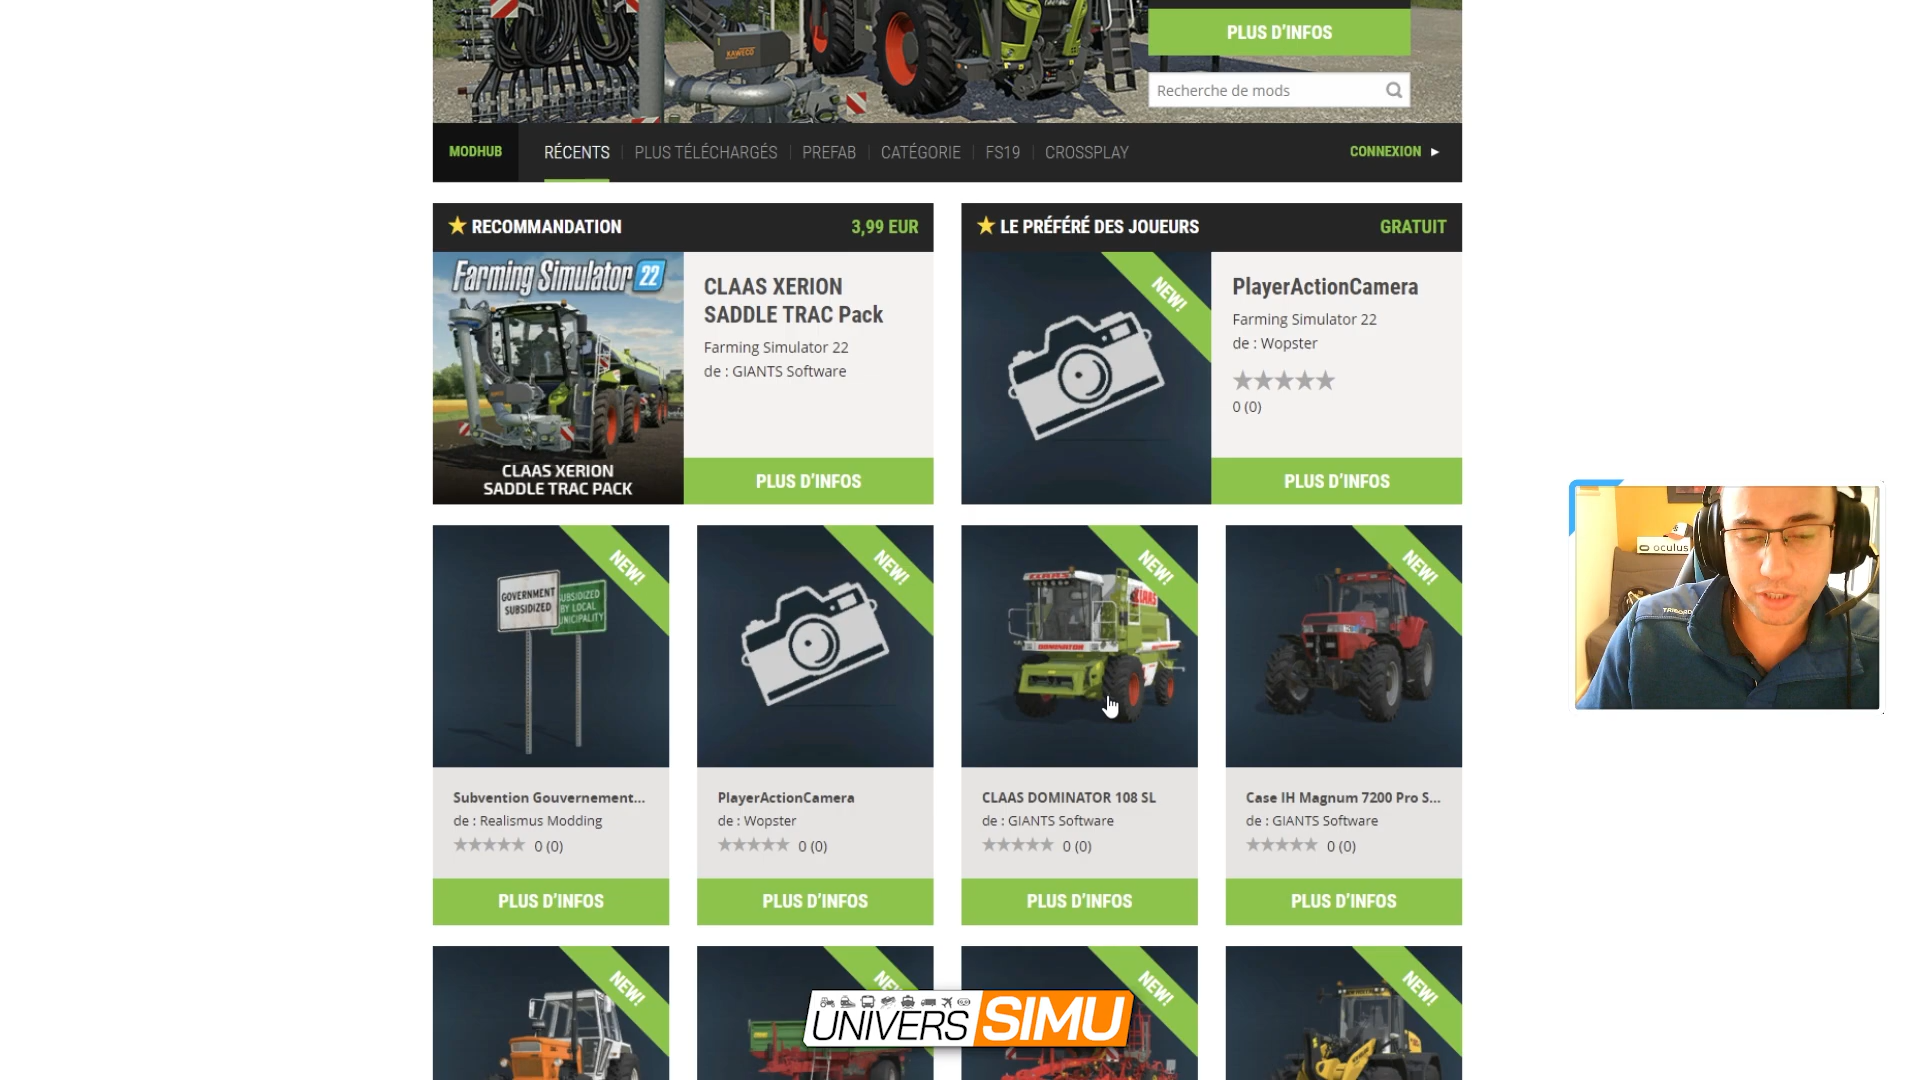 KAWECO
PLUS D'INFOS
Recherche de mods
MODHUB
RÉCENTS
PLUS TÉLÉCHARGÉS
PREFAB
CATÉGORIE
FS19
CROSSPLAY
CONNEXION ►
RECOMMANDATION
3,99 EUR
Farming Simulator 22
CLAAS XERION
SADDLE TRAC PACK
CLAAS XERION
SADDLE TRAC Pack
Farming Simulator 22
de : GIANTS Software
PLUS D'INFOS
LE PRÉFÉRÉ DES JOUEURS
GRATUIT
NEW!
PlayerActionCamera
Farming Simulator 22
de : Wopster
0 (0)
PLUS D'INFOS
oculus
NEW!
GOVERNMENT
SUBSIDIZED
SUBSIDIZED
BY LOCAL
Subvention Gouvernement...
de : Realismus Modding
0 (0)
PLUS D'INFOS
NEW!
PlayerActionCamera
de : Wopster
0 (0)
PLUS D'INFOS
NEW!
CLAAS
CLAAS
DOMINATOR
CLAAS DOMINATOR 108 SL
de : GIANTS Software
0 (0)
PLUS D'INFOS
NEW!
Case IH Magnum 7200 Pro S...
de : GIANTS Software
0 (0)
PLUS D'INFOS
NEW!
NEW!
NEW!
NEW!
UNIVERS SIMU